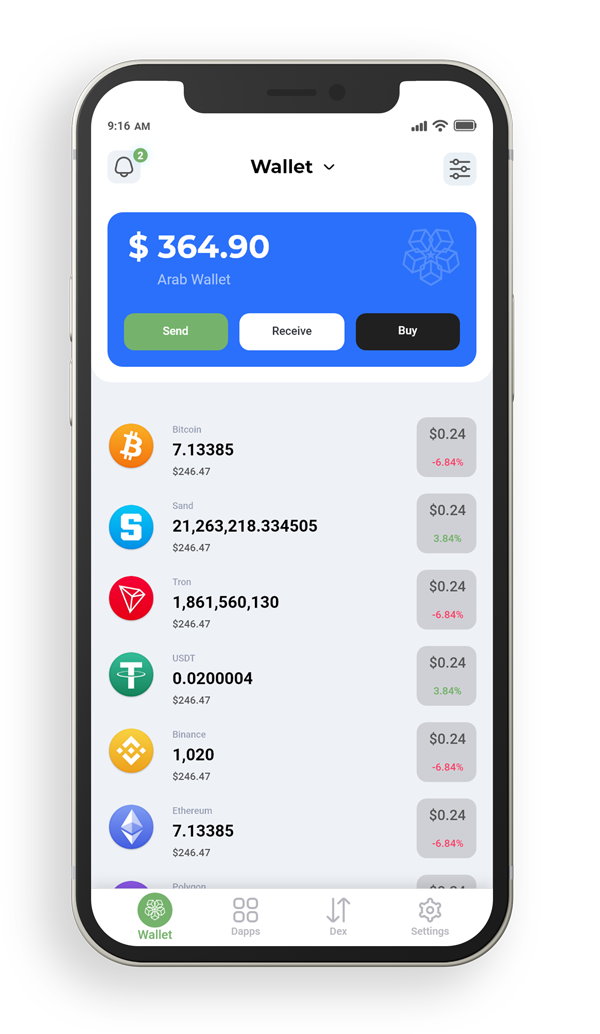 9:16 AM
2
Wallet
$ 364.90
Arab Wallet
Send Receive Buy
Bitcoin
7.13385
$246.47
$0.24
-6.84%
Sand
21,263,218.334505
$246.47
$0.24
3.84%
Tron
1,861,560,130
$246.47
$0.24
-6.84%
USDT
0.0200004
$246.47
$0.24
3.84%
Binance
1,020
$246.47
$0.24
-6.84%
Ethereum
7.13385
$246.47
$0.24
-6.84%
Polygon
$0.24
Wallet Dapps Dex Settings